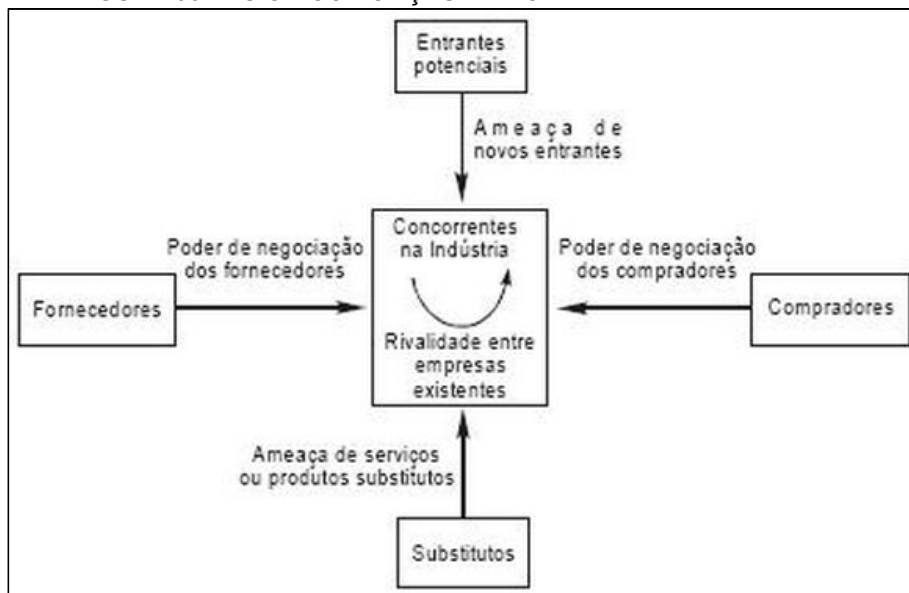 Entrantes
potenciais
Ameaça de
novos entrantes
Concorrentes
na Indústria
Poder de negociação
dos fornecedores
Poder de negociação
dos compradores
Fornecedores
Compradores
Rivalidade entre
empresas
existentes
Ameaça de serviços
ou produtos substitutos
Substitutos